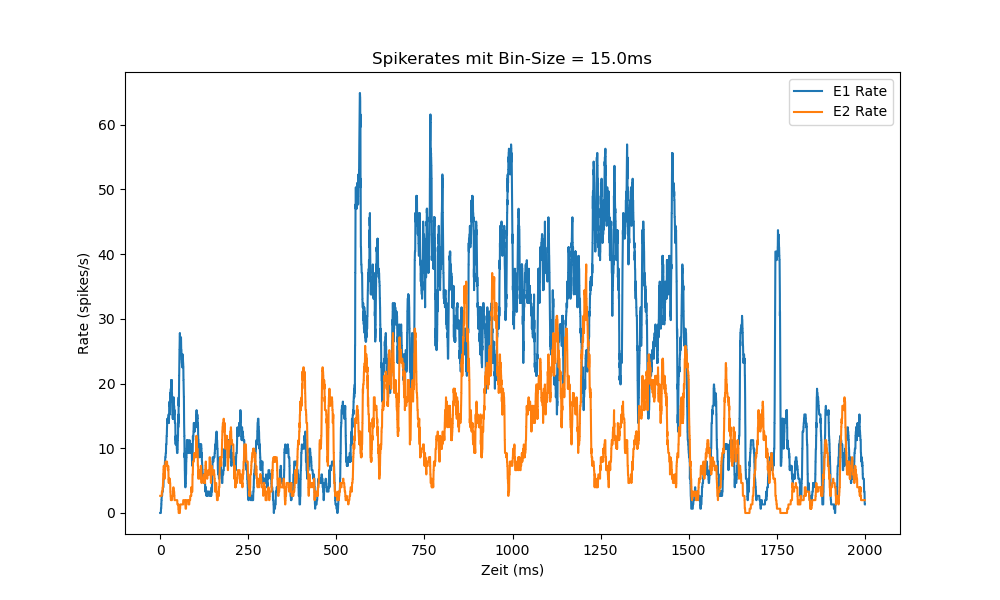 Spikerates mit Bin-Size = 15.0ms
E1 Rate
E2 Rate
Rate (spikes/s)
60
50
40
30
20
10
0
0 250 500 750 1000 1250 1500 1750 2000
Zeit (ms)